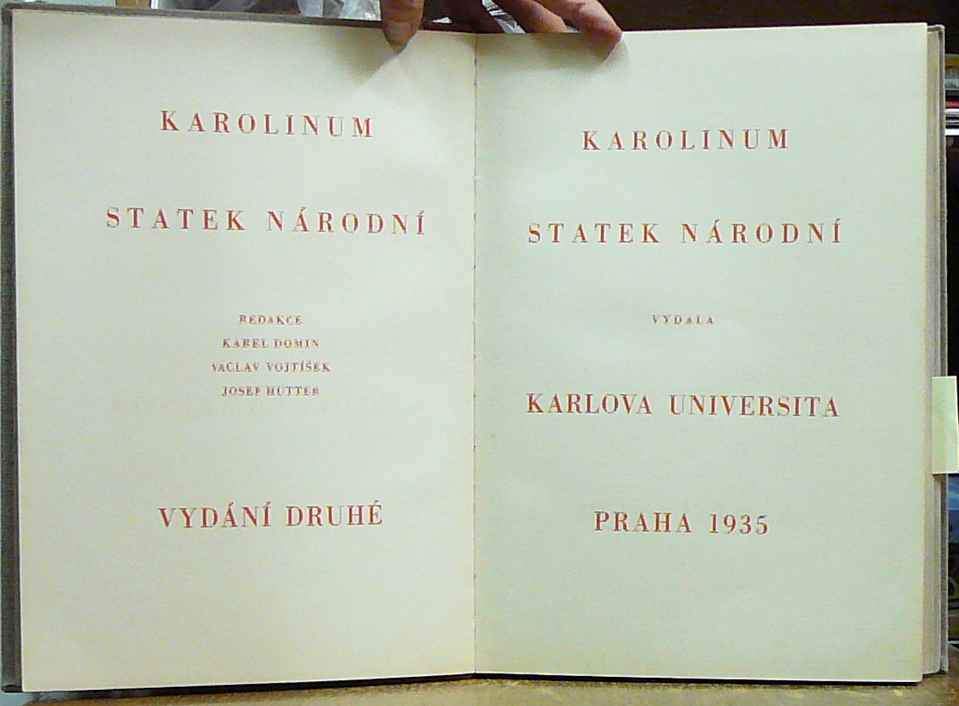 KAROLINUM
STATEK NÁRODNÍ
REDAKCE
KAREL DOMIN
VÁCLAV VOJTÍŠEK
JOSEF HUTTER
VYDÁNÍ DRUHÉ
KAROLINUM
STATEK NÁRODNÍ
VYDALA
KARLOVA UNIVERSITA
PRAHA 1935